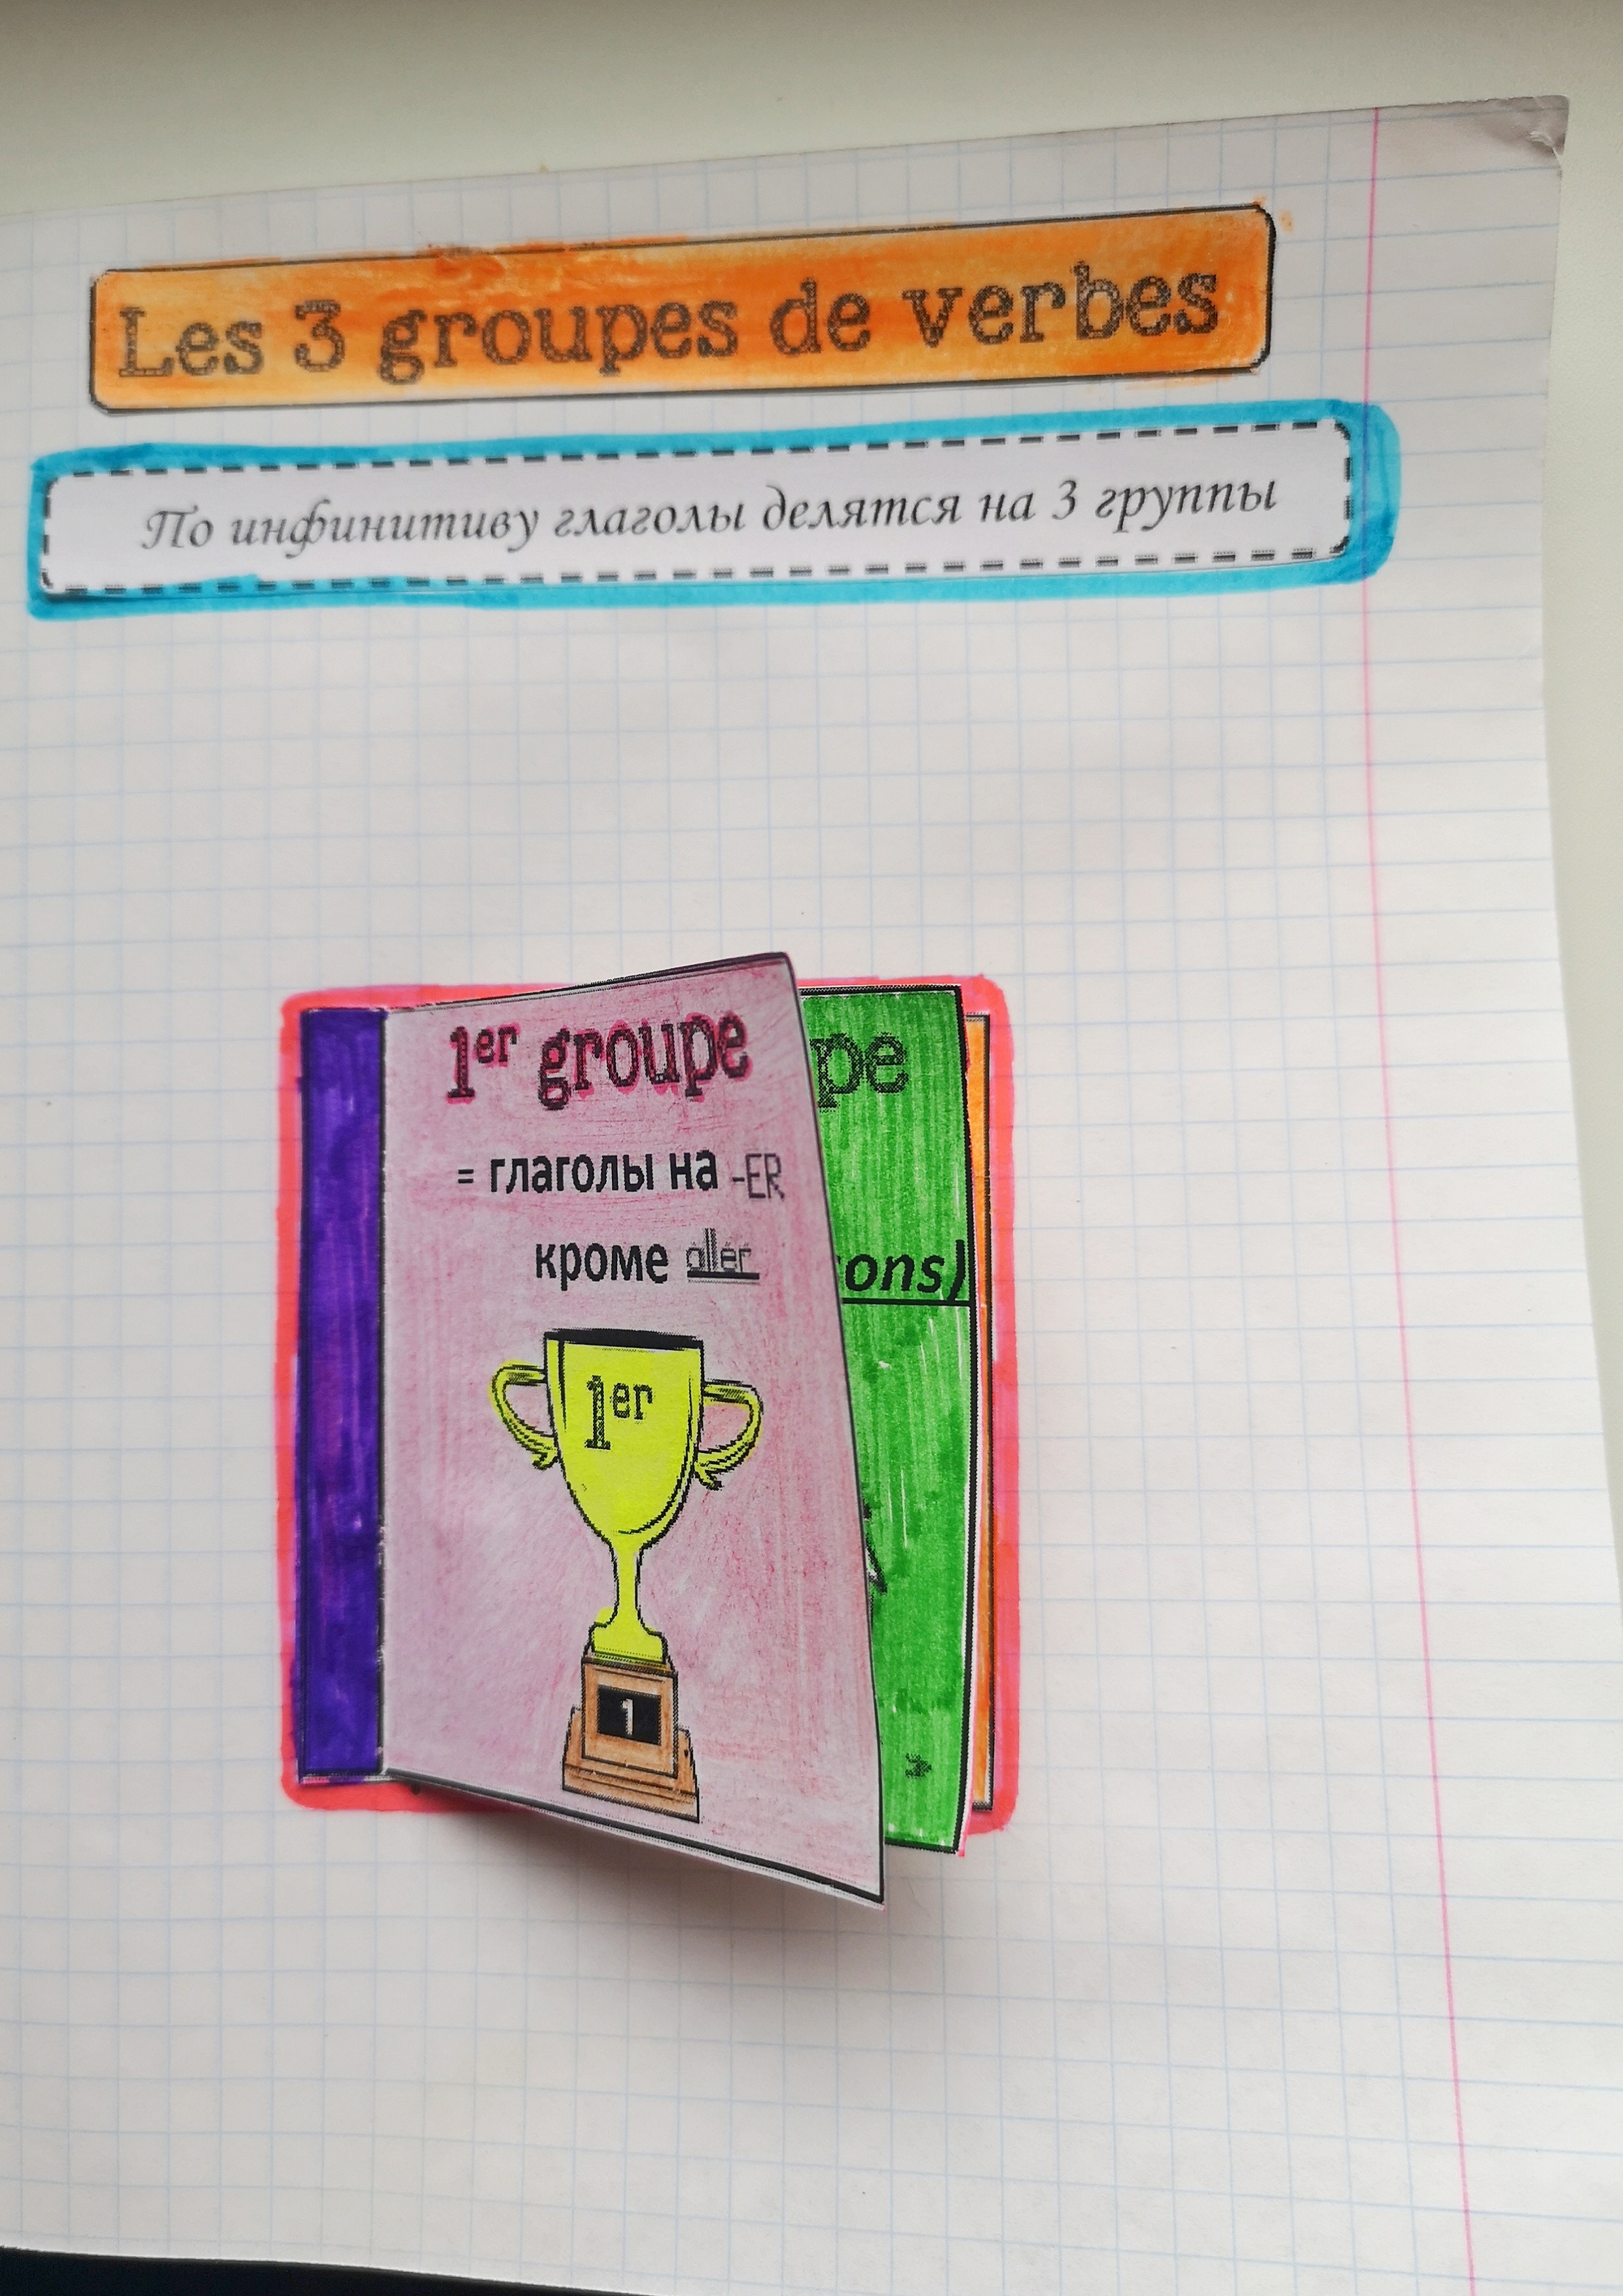 Les 3 groupes de verbes
По инфинитиву глаголы делятся на 3 группы
1er groupe
= глаголы на -ER
кроме aller
1er
1
pe
ons)